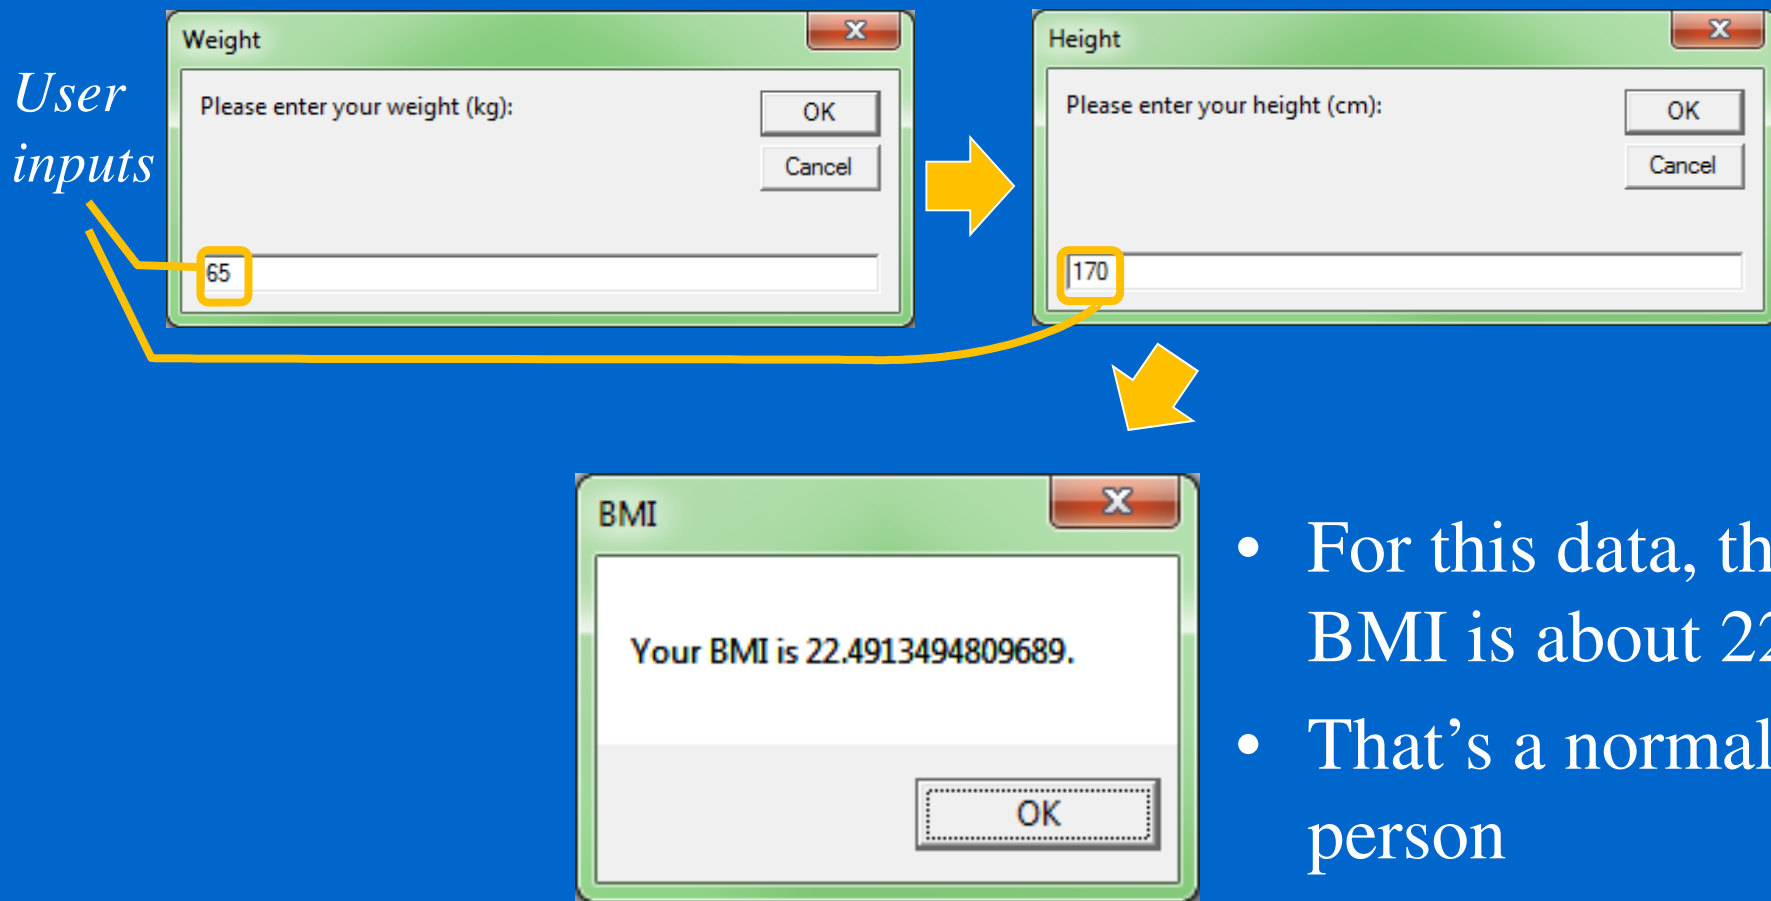 User
inputs
Weight
Please enter your weight (kg):
OK
Cancel
65
Height
Please enter your height (cm):
OK
Cancel
170
BMI
Your BMI is 22.4913494809689.
OK
• For this data, th
BMI is about 22
• That’s a normal
person